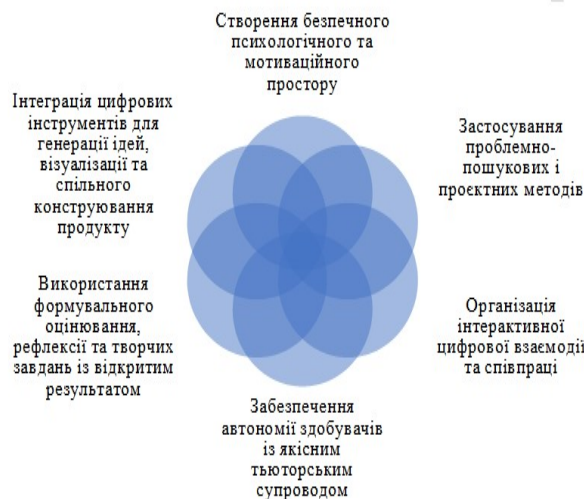 Створення безпечного
психологічного та
мотиваційного
простору
Застосування
проблемно-
пошукових і
проєктних методів
Організація
інтерактивної
цифрової взаємодії
та співпраці
Забезпечення
автономії здобувачів
із якісним
тьюторським
супроводом
Використання
формувального
оцінювання,
рефлексії та творчих
завдань із відкритим
результатом
Інтеграція цифрових
інструментів для
генерації ідей,
візуалізації та
спільного
конструювання
продукту